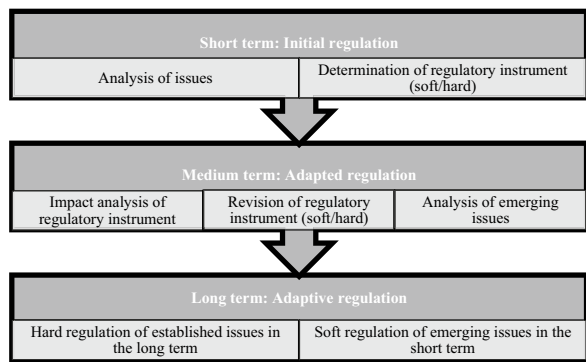 Short term: Initial regulation
Analysis of issues
Determination of regulatory instrument
(soft/hard)
Medium term: Adapted regulation
Impact analysis of
regulatory instrument
Revision of regulatory
instrument (soft/hard)
Analysis of emerging
issues
Long term: Adaptive regulation
Hard regulation of established issues in
the long term
Soft regulation of emerging issues in the
short term